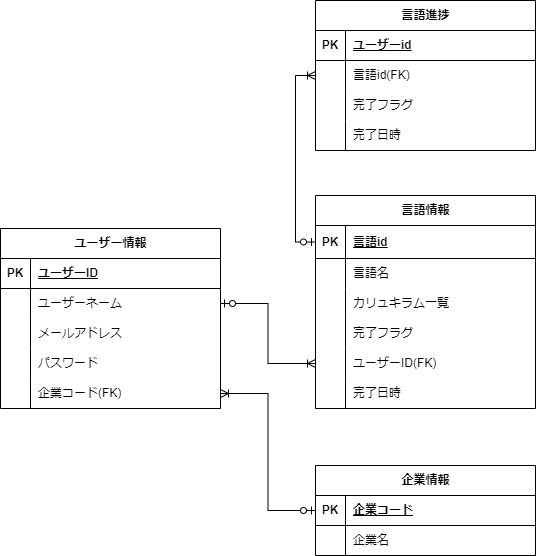 言語進捗
PK ユーザーid
言語id(FK)
完了フラグ
完了日時
言語情報
PK 言語id
言語名
カリュキラム一覧
完了フラグ
ユーザーID(FK)
完了日時
ユーザー情報
PK ユーザーID
ユーザーネーム
メールアドレス
パスワード
企業コード(FK)
企業情報
PK 企業コード
企業名